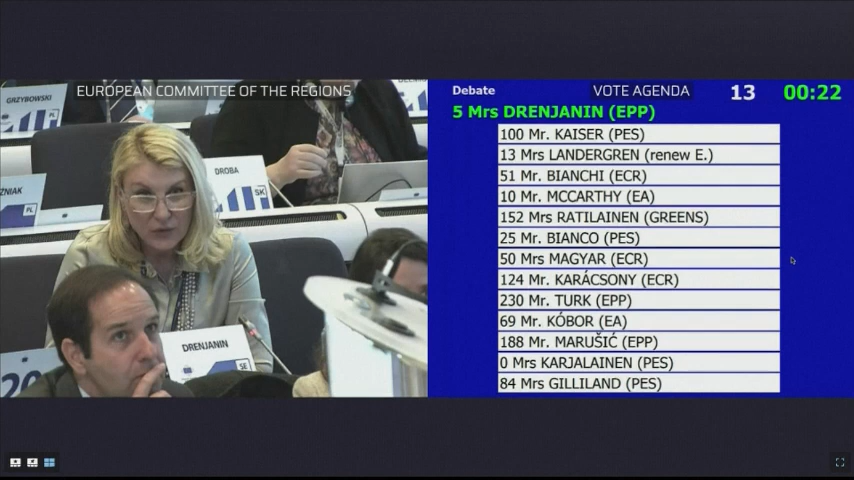 EUROPEAN COMMITTEE OF THE REGIONS
GRZYBOWSKI
PL
DROBA
SK
PL
DRENJANIN
SE
20
Debate
VOTE AGENDA
13
00:22
5 Mrs DRENJANIN (EPP)
100 Mr. KAISER (PES)
13 Mrs LANDERGREN (renew E.)
51 Mr. BIANCHI (ECR)
10 Mr. MCCARTHY (EA)
152 Mrs RATILAINEN (GREENS)
25 Mr. BIANCO (PES)
50 Mrs MAGYAR (ECR)
124 Mr. KARÁCSONY (ECR)
230 Mr. TURK (EPP)
69 Mr. KÓBOR (EA)
188 Mr. MARUŠIĆ (EPP)
0 Mrs KARJALAINEN (PES)
84 Mrs GILLILAND (PES)